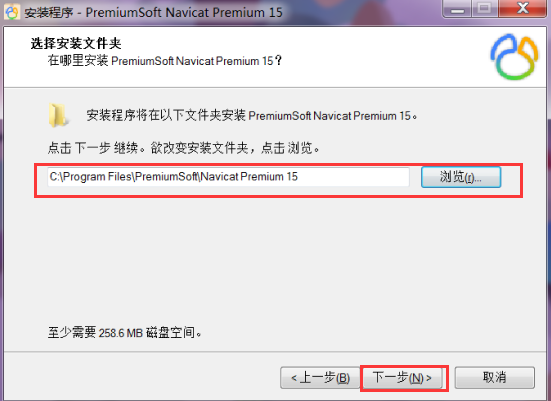 安装程序 - PremiumSoft Navicat Premium 15
选择安装文件夹
在哪里安装 PremiumSoft Navicat Premium 15？
安装程序将在以下文件夹安装 PremiumSoft Navicat Premium 15。
点击 下一步 继续。欲改变安装文件夹，点击 浏览。
C:\Program Files\PremiumSoft\Navicat Premium 15
浏览(r)...
至少需要 258.6 MB 磁盘空间。
< 上一步(B) 下一步(N) > 取消